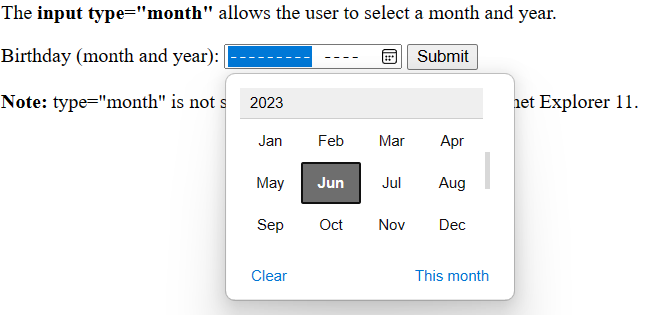 The input type="month" allows the user to select a month and year.
Birthday (month and year): --------- ---- Submit
Note: type="month" is not s
net Explorer 11.
2023
Jan Feb Mar Apr
May Jun Jul Aug
Sep Oct Nov Dec
Clear This month